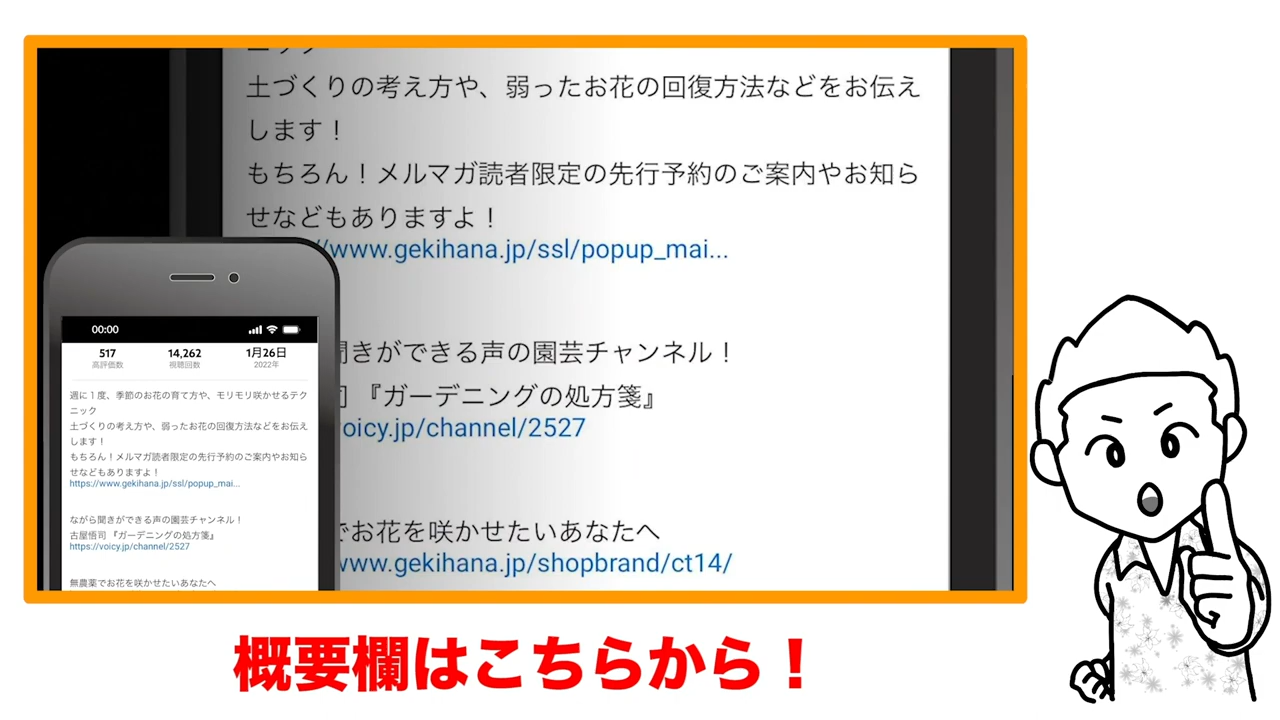 土づくりの考え方や、弱ったお花の回復方法などをお伝え
します！
もちろん！メルマガ読者限定の先行予約のご案内やお知ら
せなどもありますよ！
/www.gekihana.jp/ssl/popup_mai...
聞きができる声の園芸チャンネル！
司 『ガーデニングの処方箋』
voicy.jp/channel/2527
でお花を咲かせたいあなたへ
www.gekihana.jp/shopbrand/ct14/
00:00
517 14,262 1月26日
高評価数 視聴回数 2022年
週に１度、季節のお花の育て方や、モリモリ咲かせるテク
ニック
土づくりの考え方や、弱ったお花の回復方法などをお伝え
します！
もちろん！メルマガ読者限定の先行予約のご案内やお知ら
せなどもありますよ！
https://www.gekihana.jp/ssl/popup_mai...
ながら聞きができる声の園芸チャンネル！
古屋悟司 『ガーデニングの処方箋』
https://voicy.jp/channel/2527
無農薬でお花を咲かせたいあなたへ
概要欄はこちらから！